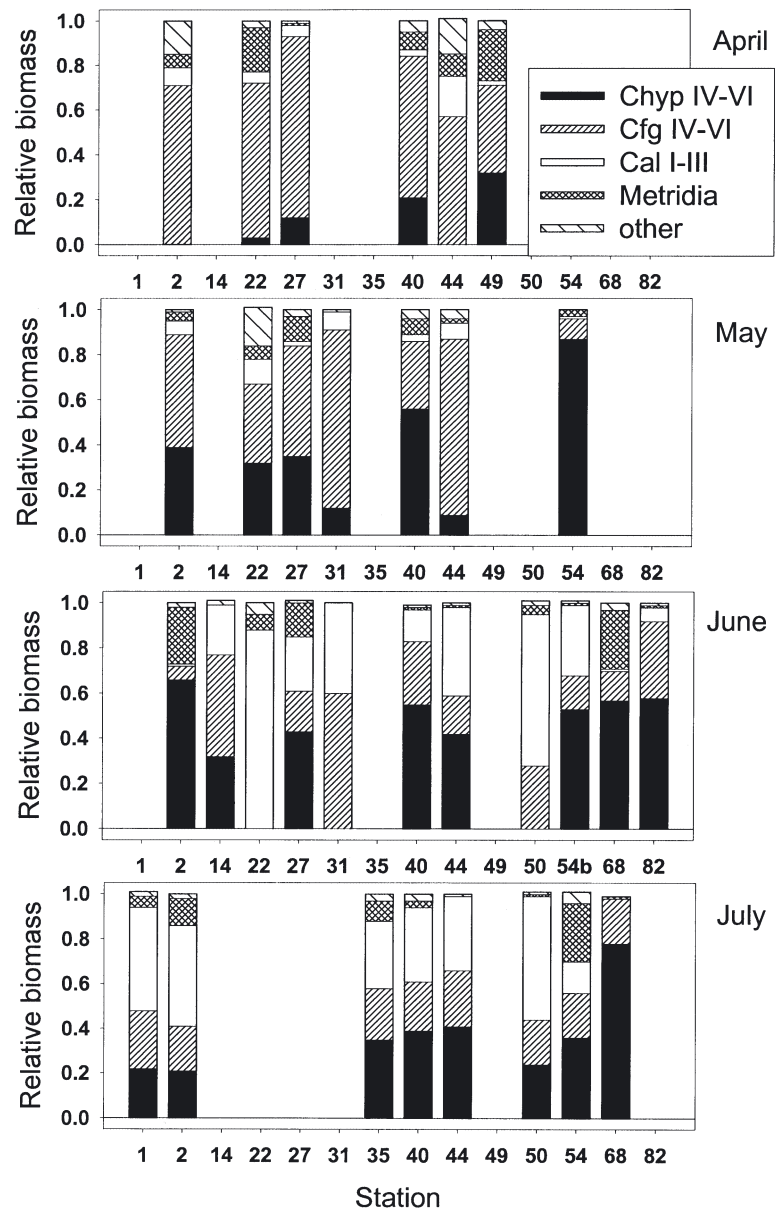 April
Relative biomass
1.0
0.8
0.6
0.4
0.2
0.0
Chyp IV-VI
Cfg IV-VI
Cal I-III
Metridia
other
1 2 14 22 27 31 35 40 44 49 50 54 68 82
May
Relative biomass
1.0
0.8
0.6
0.4
0.2
0.0
1 2 14 22 27 31 35 40 44 49 50 54 68 82
June
Relative biomass
1.0
0.8
0.6
0.4
0.2
0.0
1 2 14 22 27 31 35 40 44 49 50 54b 68 82
July
Relative biomass
1.0
0.8
0.6
0.4
0.2
0.0
1 2 14 22 27 31 35 40 44 49 50 54 68 82
Station